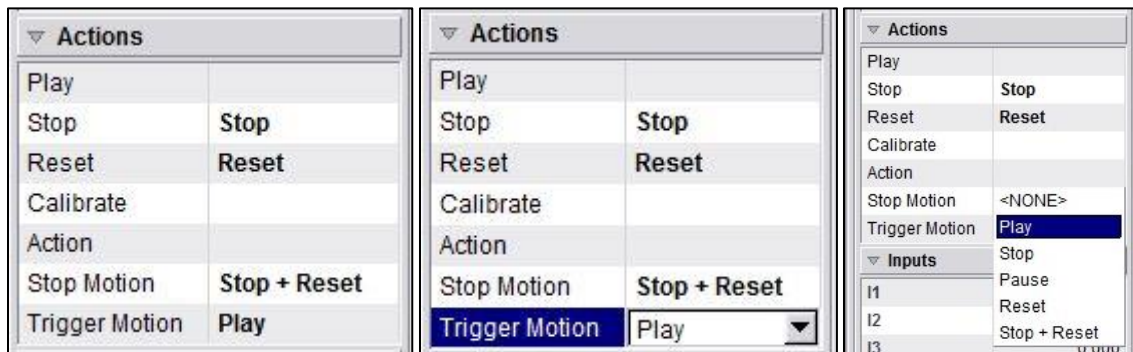 Actions
Play
Stop Stop
Reset Reset
Calibrate
Action
Stop Motion Stop + Reset
Trigger Motion Play
Actions
Play
Stop Stop
Reset Reset
Calibrate
Action
Stop Motion Stop + Reset
Trigger Motion Play
Actions
Play
Stop Stop
Reset Reset
Calibrate
Action
Stop Motion <NONE>
Trigger Motion Play
Inputs Stop
I1 Pause
I2 Reset
I3 Stop + Reset